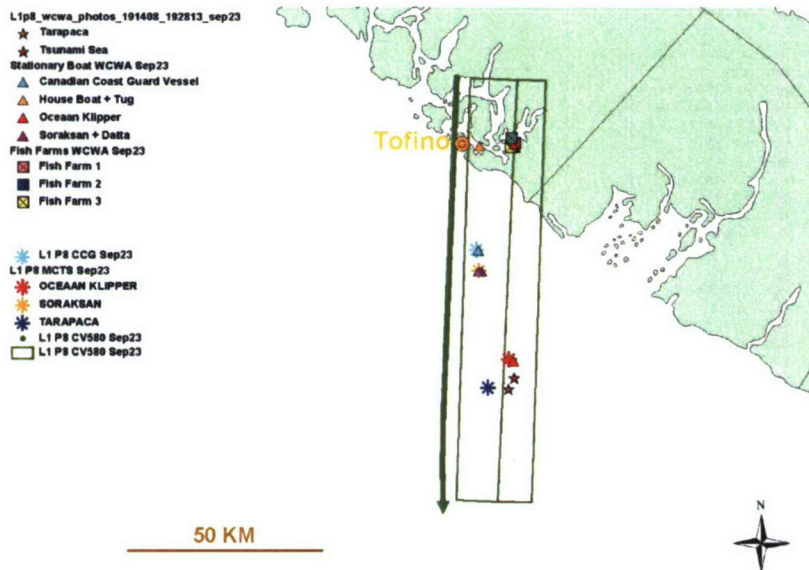 L1p8_wcwa_photos_191408_192813_sep23
Tarapaca
Tsunami Sea
Stationary Boat WCWA Sep23
Canadian Coast Guard Vessel
House Boat + Tug
Oceaan Klipper
Soraksan + Datta
Fish Farms WCWA Sep23
Fish Farm 1
Fish Farm 2
Fish Farm 3
L1 P8 CCG Sep23
L1 P8 MCTS Sep23
OCEAAN KLIPPER
SORAKSAN
TARAPACA
L1 P8 CV580 Sep23
L1 P8 CV580 Sep23
Tofino
50 KM
N